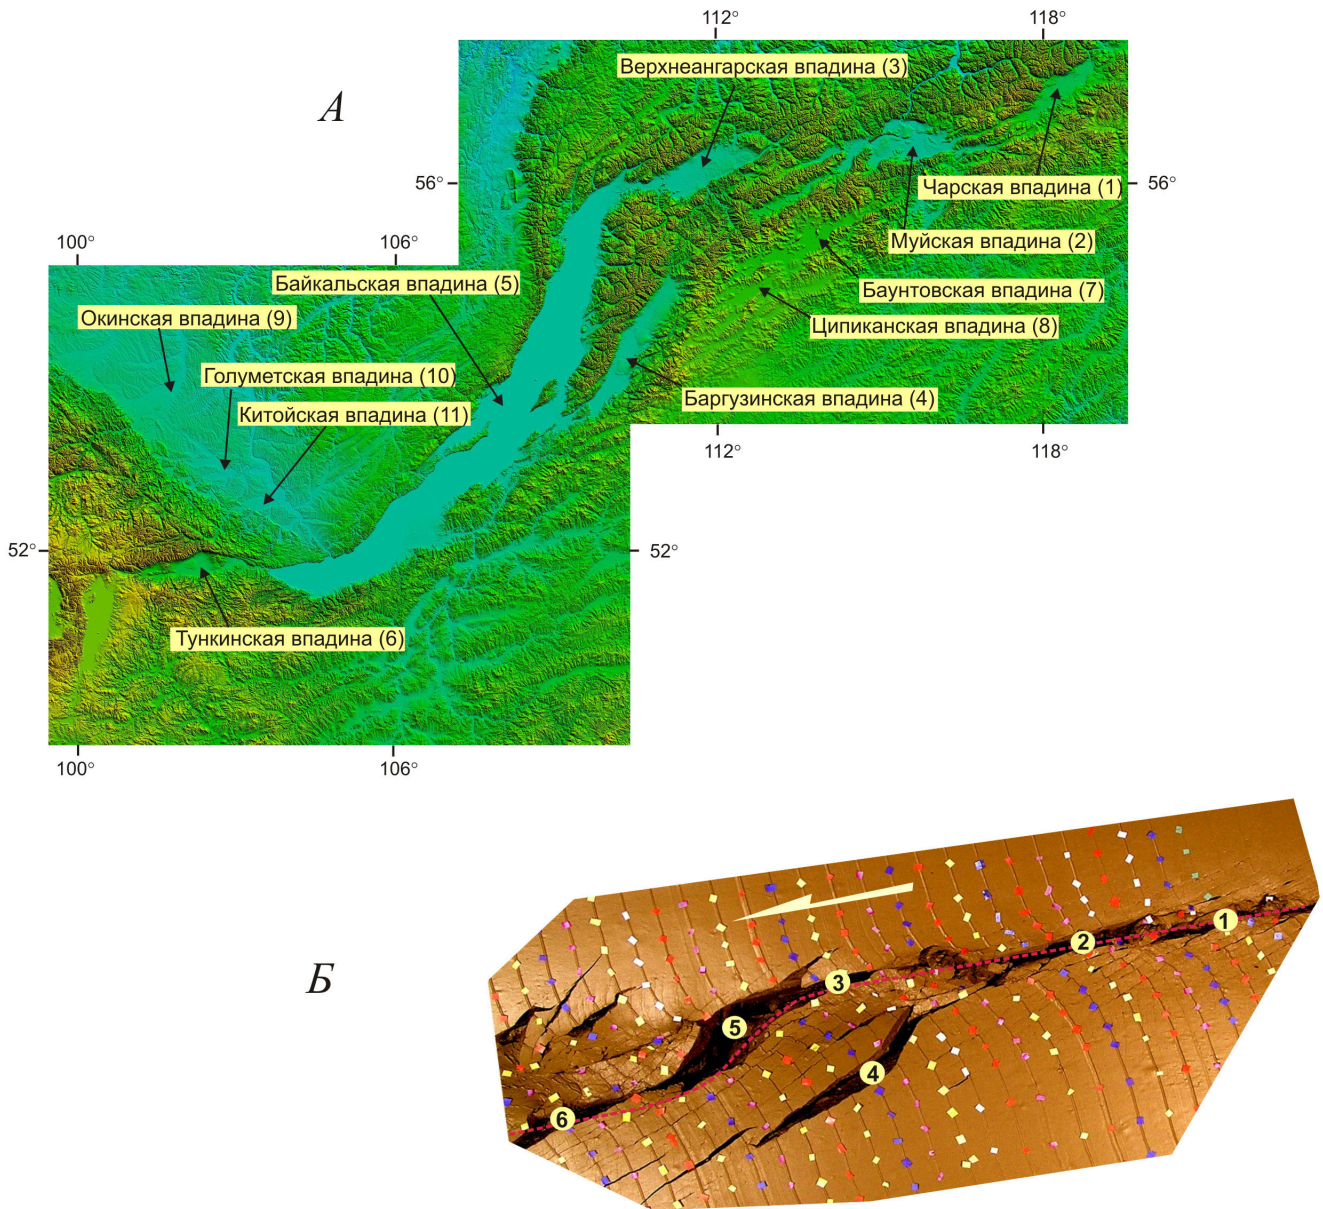 112°
118°
Верхнеангарская впадина (3)
А
56°
56°
Чарская впадина (1)
Муйская впадина (2)
100°
106°
Байкальская впадина (5)
Баунтовская впадина (7)
Окинская впадина (9)
Ципиканская впадина (8)
Голуметская впадина (10)
Баргузинская впадина (4)
Китойская впадина (11)
112°
118°
52°
52°
Тункинская впадина (6)
100°
106°
Б
1
2
3
5
4
6